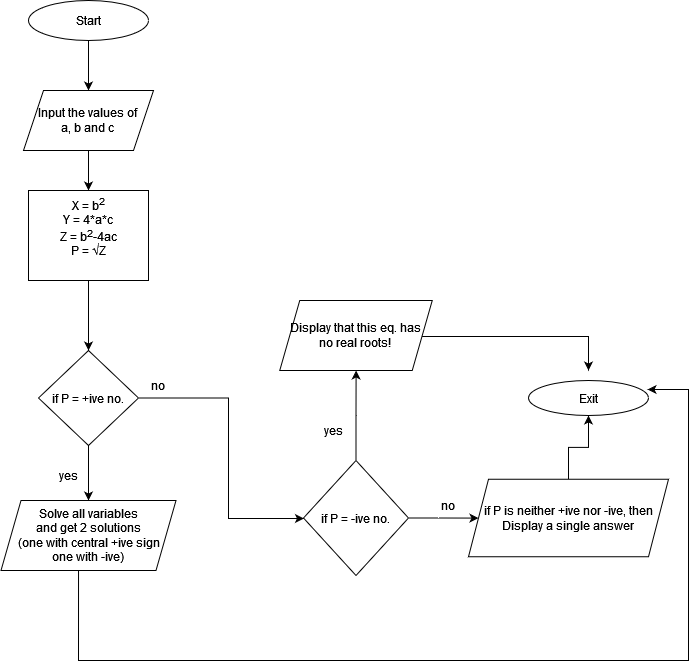 Start
Input the values of
a, b and c
X = b²
Y = 4*a*c
Z = b²-4ac
P = √Z
if P = +ive no.
no
yes
Solve all variables
and get 2 solutions
(one with central +ive sign
one with -ive)
Display that this eq. has
no real roots!
Exit
yes
if P = -ive no.
no
if P is neither +ive nor -ive, then
Display a single answer